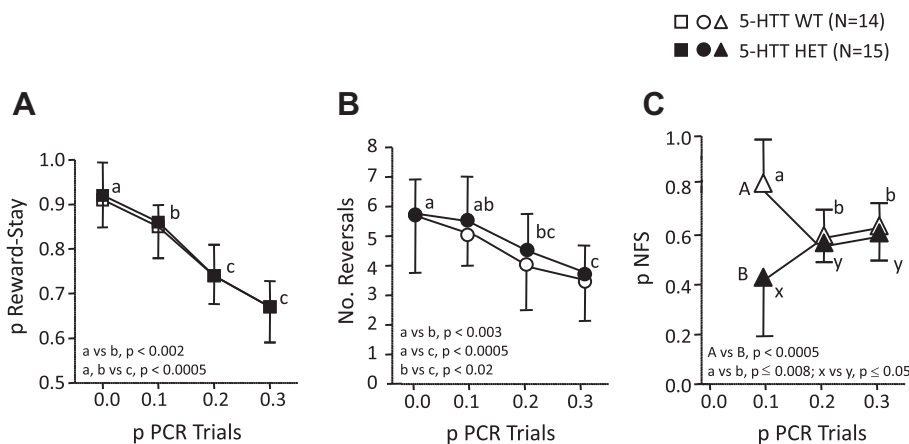 5-HTT WT (N=14)
5-HTT HET (N=15)
A
p Reward-Stay
1.0
0.9
0.8
0.7
0.6
0.5
a
b
c
c
a vs b, p < 0.002
a, b vs c, p < 0.0005
0.0 0.1 0.2 0.3
p PCR Trials
B
No. Reversals
8
7
6
5
4
3
2
1
0
a
ab
bc
c
a vs b, p < 0.003
a vs c, p < 0.0005
b vs c, p < 0.02
0.0 0.1 0.2 0.3
p PCR Trials
C
p NFS
1.0
0.8
0.6
0.4
0.2
0.0
A
a
b
b
B
x
y
y
A vs B, p < 0.0005
a vs b, p ≤ 0.008; x vs y, p ≤ 0.05
0.0 0.1 0.2 0.3
p PCR Trials